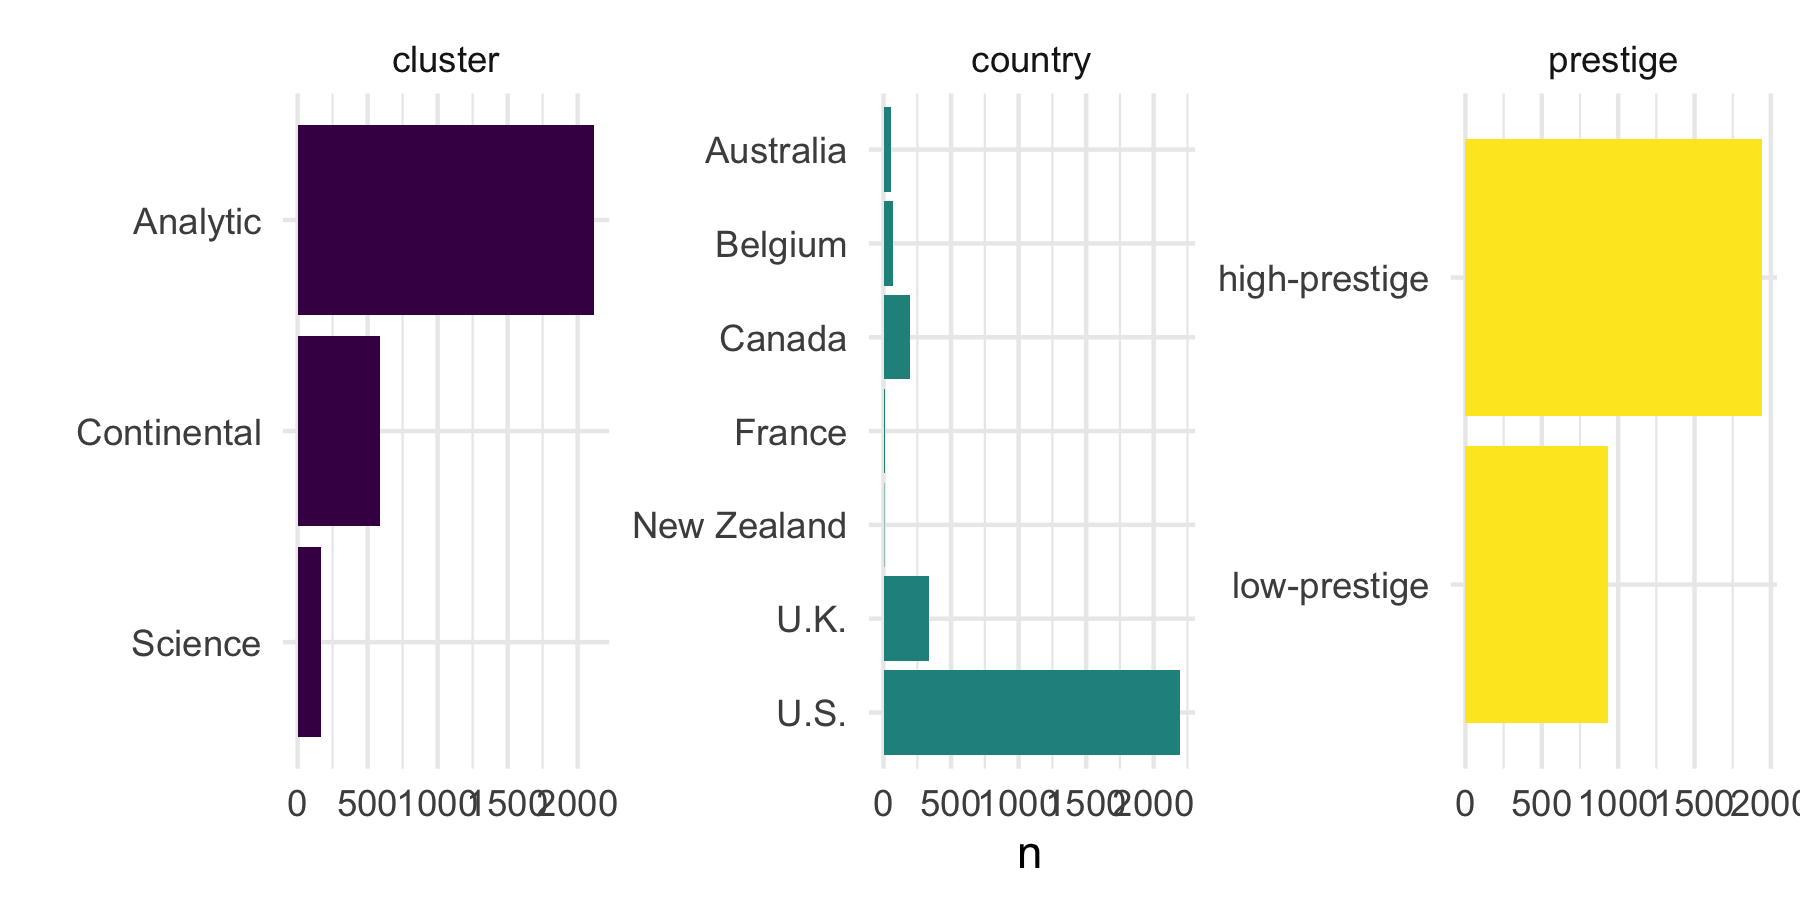 cluster
Analytic
Continental
Science
0 500 1000 1500 2000
country
Australia
Belgium
Canada
France
New Zealand
U.K.
U.S.
0 500 1000 1500 2000
n
prestige
high-prestige
low-prestige
0 500 1000 1500 2000